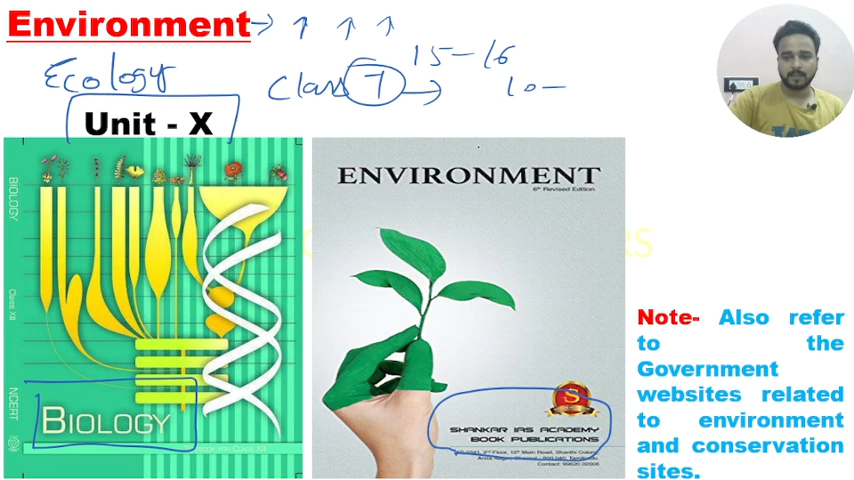 Environment
Ecology
Class 7
15-16
10-
Unit - X
BIOLOGY
Class XII
NCERT
BIOLOGY
ENVIRONMENT
6th Revised Edition
S
SHANKAR IAS ACADEMY
BOOK PUBLICATIONS
Note- Also refer
to the
Government
websites related
to environment
and conservation
sites.